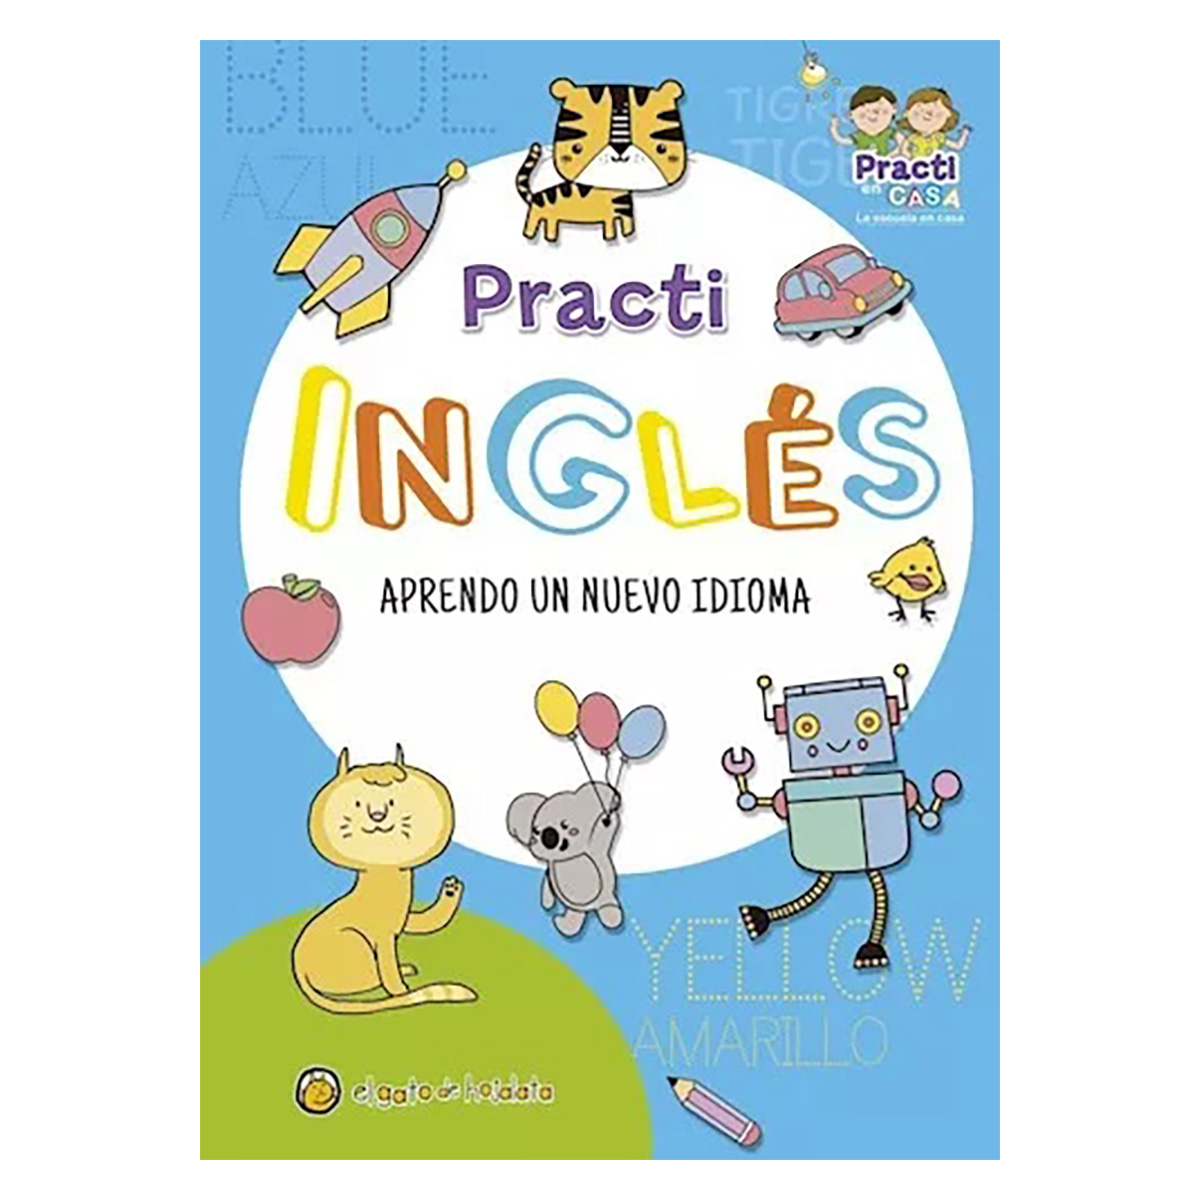 BLUE
AZUL
TIGRE
TIGER
Practi
en CASA
La escuela en casa
Practi
INGLÉS
APRENDO UN NUEVO IDIOMA
YELLOW
AMARILLO
el gato de hojalata